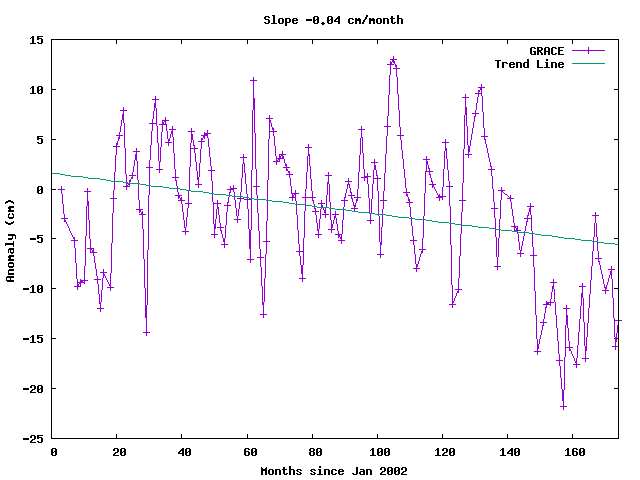 Slope -0.04 cm/month
GRACE
Trend Line
15
10
5
0
-5
-10
-15
-20
-25
Anomaly (cm)
0 20 40 60 80 100 120 140 160
Months since Jan 2002